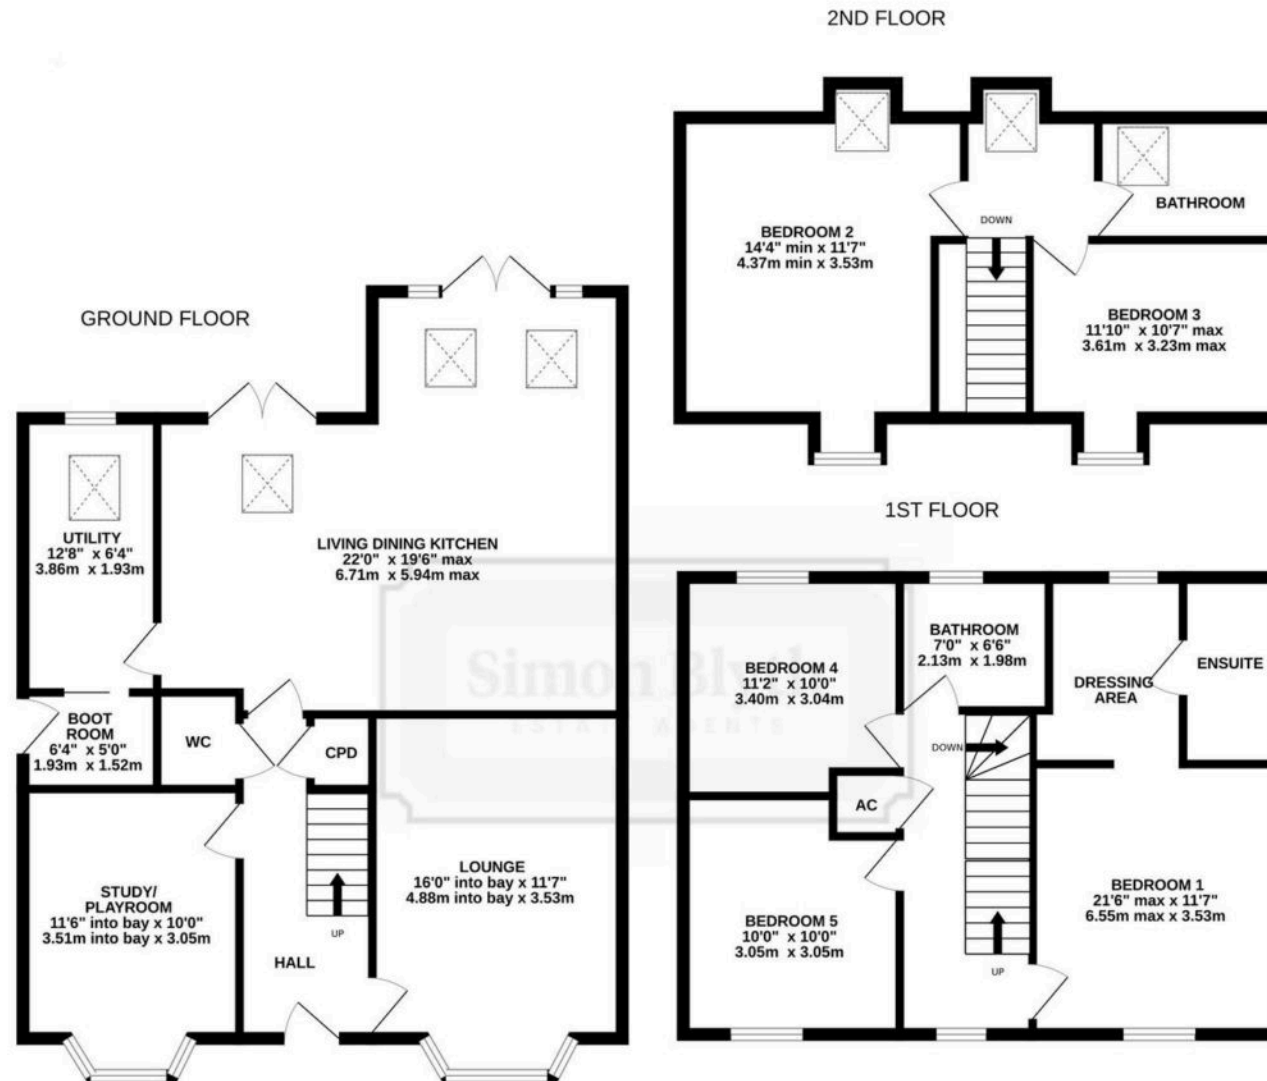 2ND FLOOR
DOWN
BATHROOM
BEDROOM 2
14'4" min x 11'7"
4.37m min x 3.53m
BEDROOM 3
11'10" x 10'7" max
3.61m x 3.23m max
GROUND FLOOR
UTILITY
12'8" x 6'4"
3.86m x 1.93m
LIVING DINING KITCHEN
22'0" x 19'6" max
6.71m x 5.94m max
BOOT
ROOM
6'4" x 5'0"
1.93m x 1.52m
WC
CPD
STUDY/
PLAYROOM
11'6" into bay x 10'0"
3.51m into bay x 3.05m
LOUNGE
16'0" into bay x 11'7"
4.88m into bay x 3.53m
UP
HALL
1ST FLOOR
BATHROOM
7'0" x 6'6"
2.13m x 1.98m
BEDROOM 4
11'2" x 10'0"
3.40m x 3.04m
DRESSING
AREA
ENSUITE
DOWN
AC
BEDROOM 1
21'6" max x 11'7"
6.55m max x 3.53m
BEDROOM 5
10'0" x 10'0"
3.05m x 3.05m
UP
Simon Blyth
ESTATE AGENTS